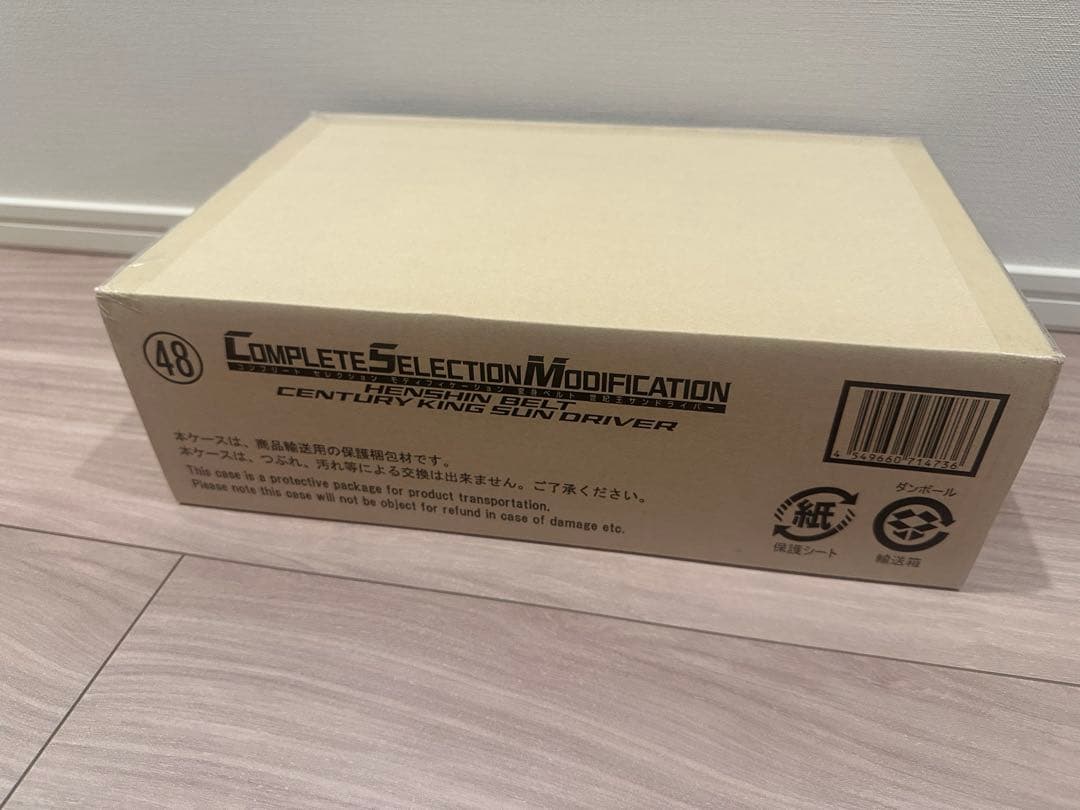 48
COMPLETE SELECTION MODIFICATION
コンプリート セレクション モディフィケーション 変身ベルト 世紀王サンドライバー
HENSHIN BELT
CENTURY KING SUN DRIVER
本ケースは、商品輸送用の保護梱包材です。
本ケースは、つぶれ、汚れ等による交換は出来ません。ご了承ください。
This case is a protective package for product transportation.
Please note this case will not be object for refund in case of damage etc.
4 549660 714736
紙
保護シート
ダンボール
輸送箱